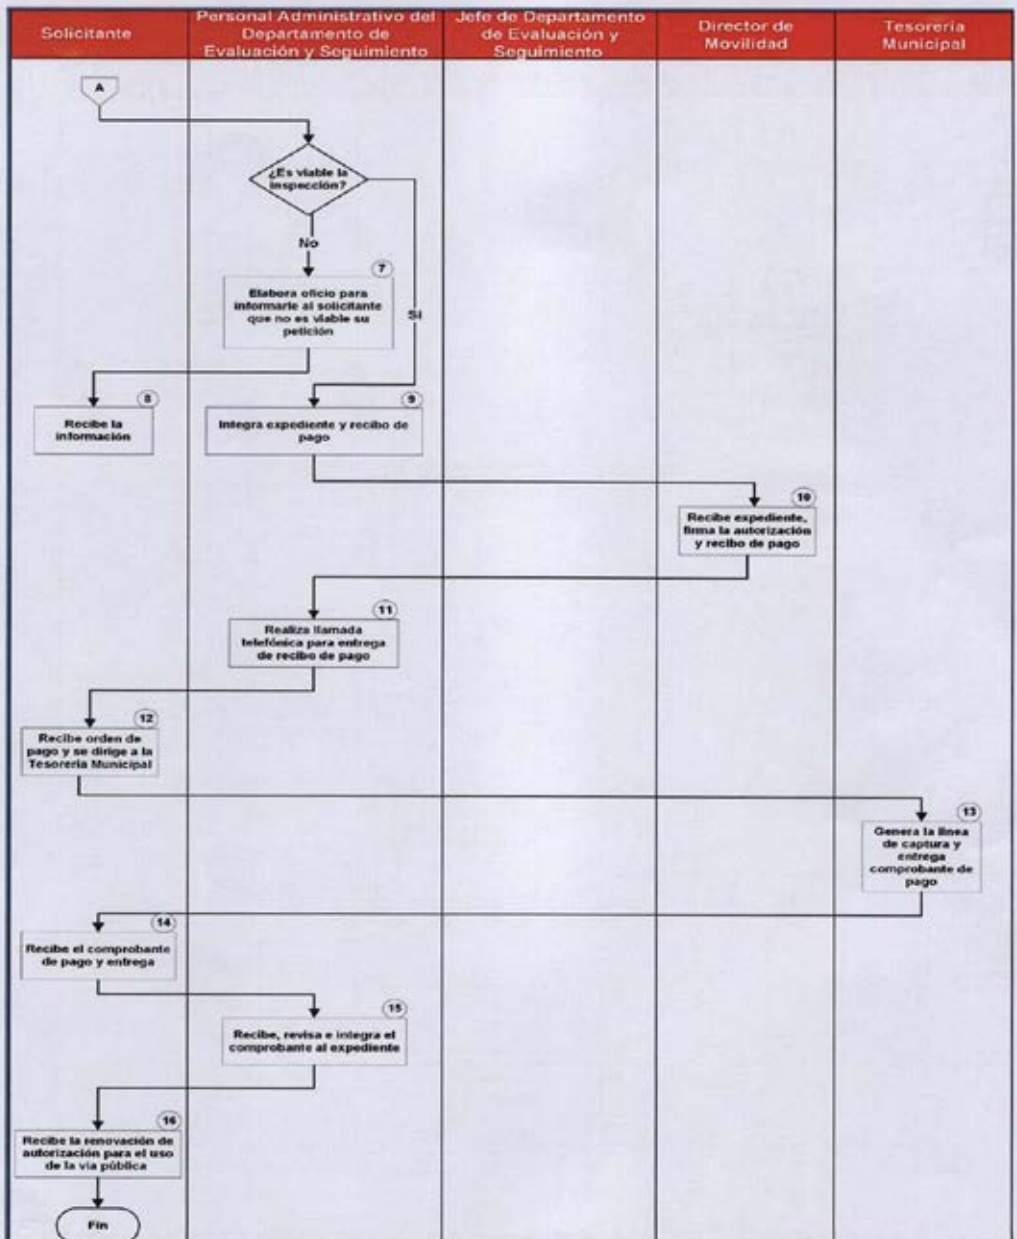 Solicitante
Personal Administrativo del
Departamento de
Evaluación y Seguimiento
Jefe de Departamento
de Evaluación y
Seguimiento
Director de
Movilidad
Tesorería
Municipal
A
¿Es viable la
inspección?
No
Si
7
Elabora oficio para
informarle al solicitante
que no es viable su
petición
8
Recibe la
información
9
Integra expediente y recibo de
pago
10
Recibe expediente,
firma la autorización
y recibo de pago
11
Realiza llamada
telefónica para entrega
de recibo de pago
12
Recibe orden de
pago y se dirige a la
Tesorería Municipal
13
Genera la línea
de captura y
entrega
comprobante de
pago
14
Recibe el comprobante
de pago y entrega
15
Recibe, revisa e integra el
comprobante al expediente
16
Recibe la renovación de
autorización para el uso
de la vía pública
Fin